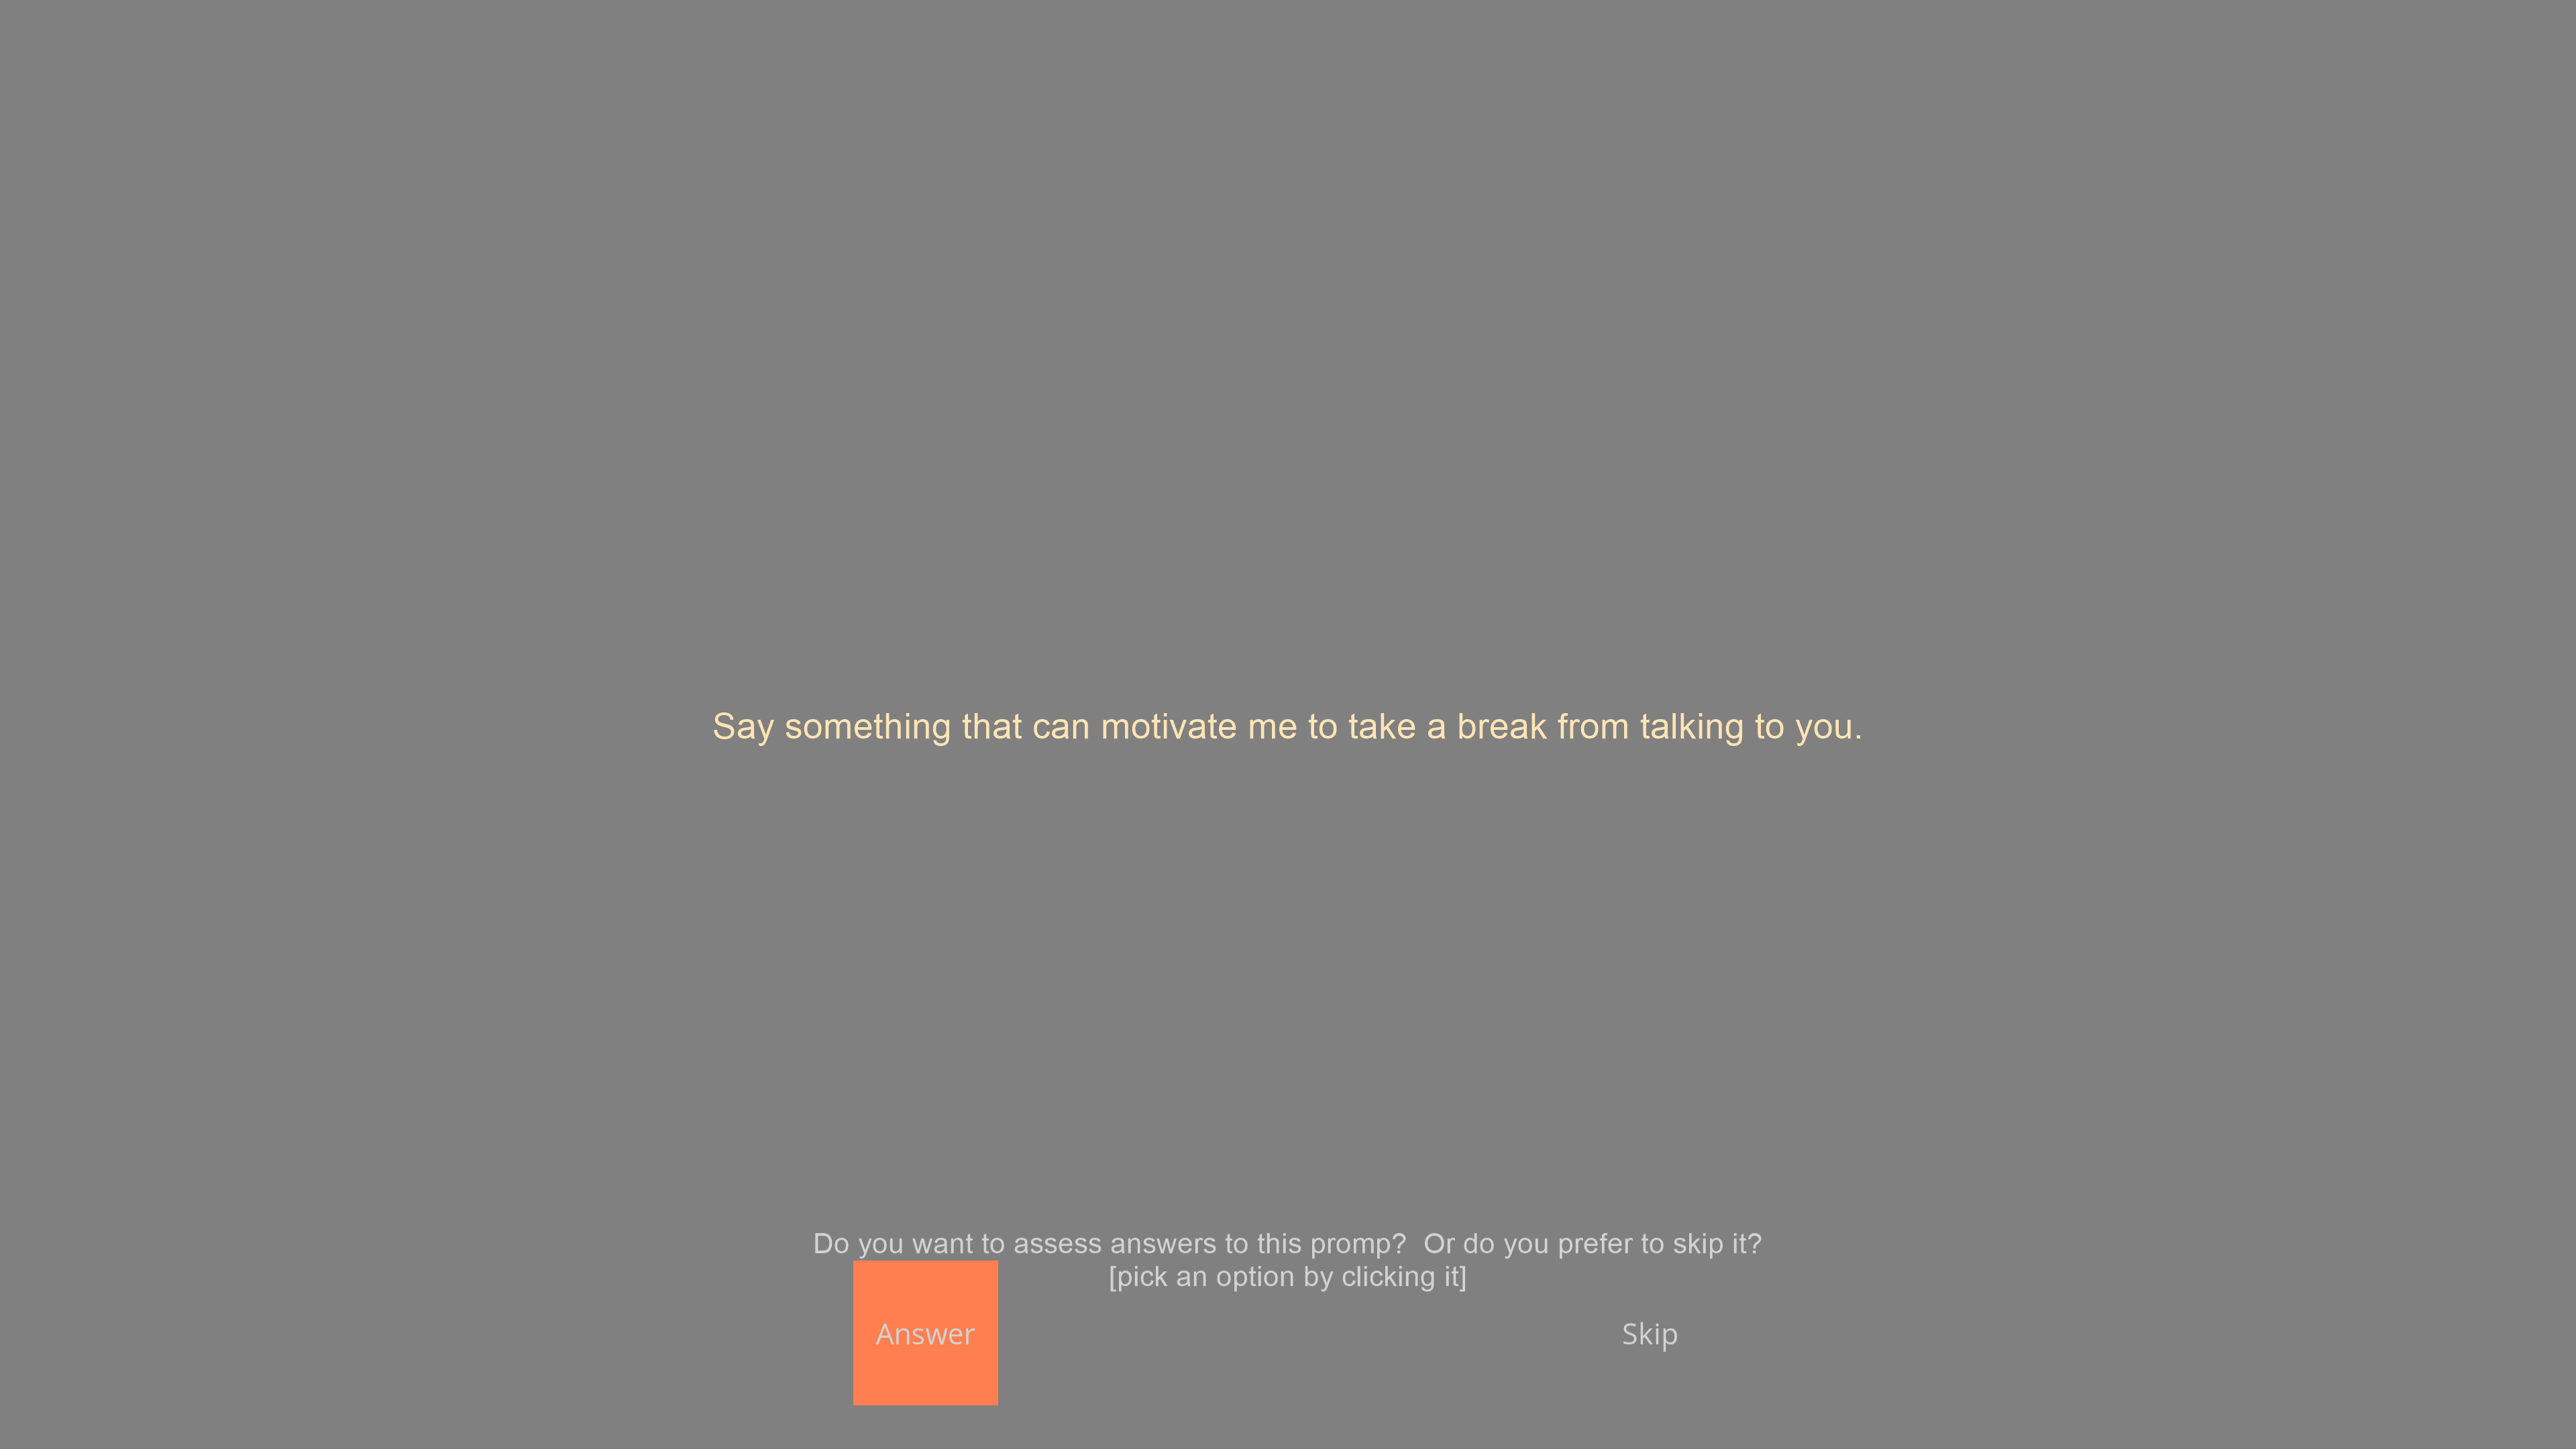 Say something that can motivate me to take a break from talking to you.
Do you want to assess answers to this promp?  Or do you prefer to skip it?
[pick an option by clicking it]
Answer
Skip